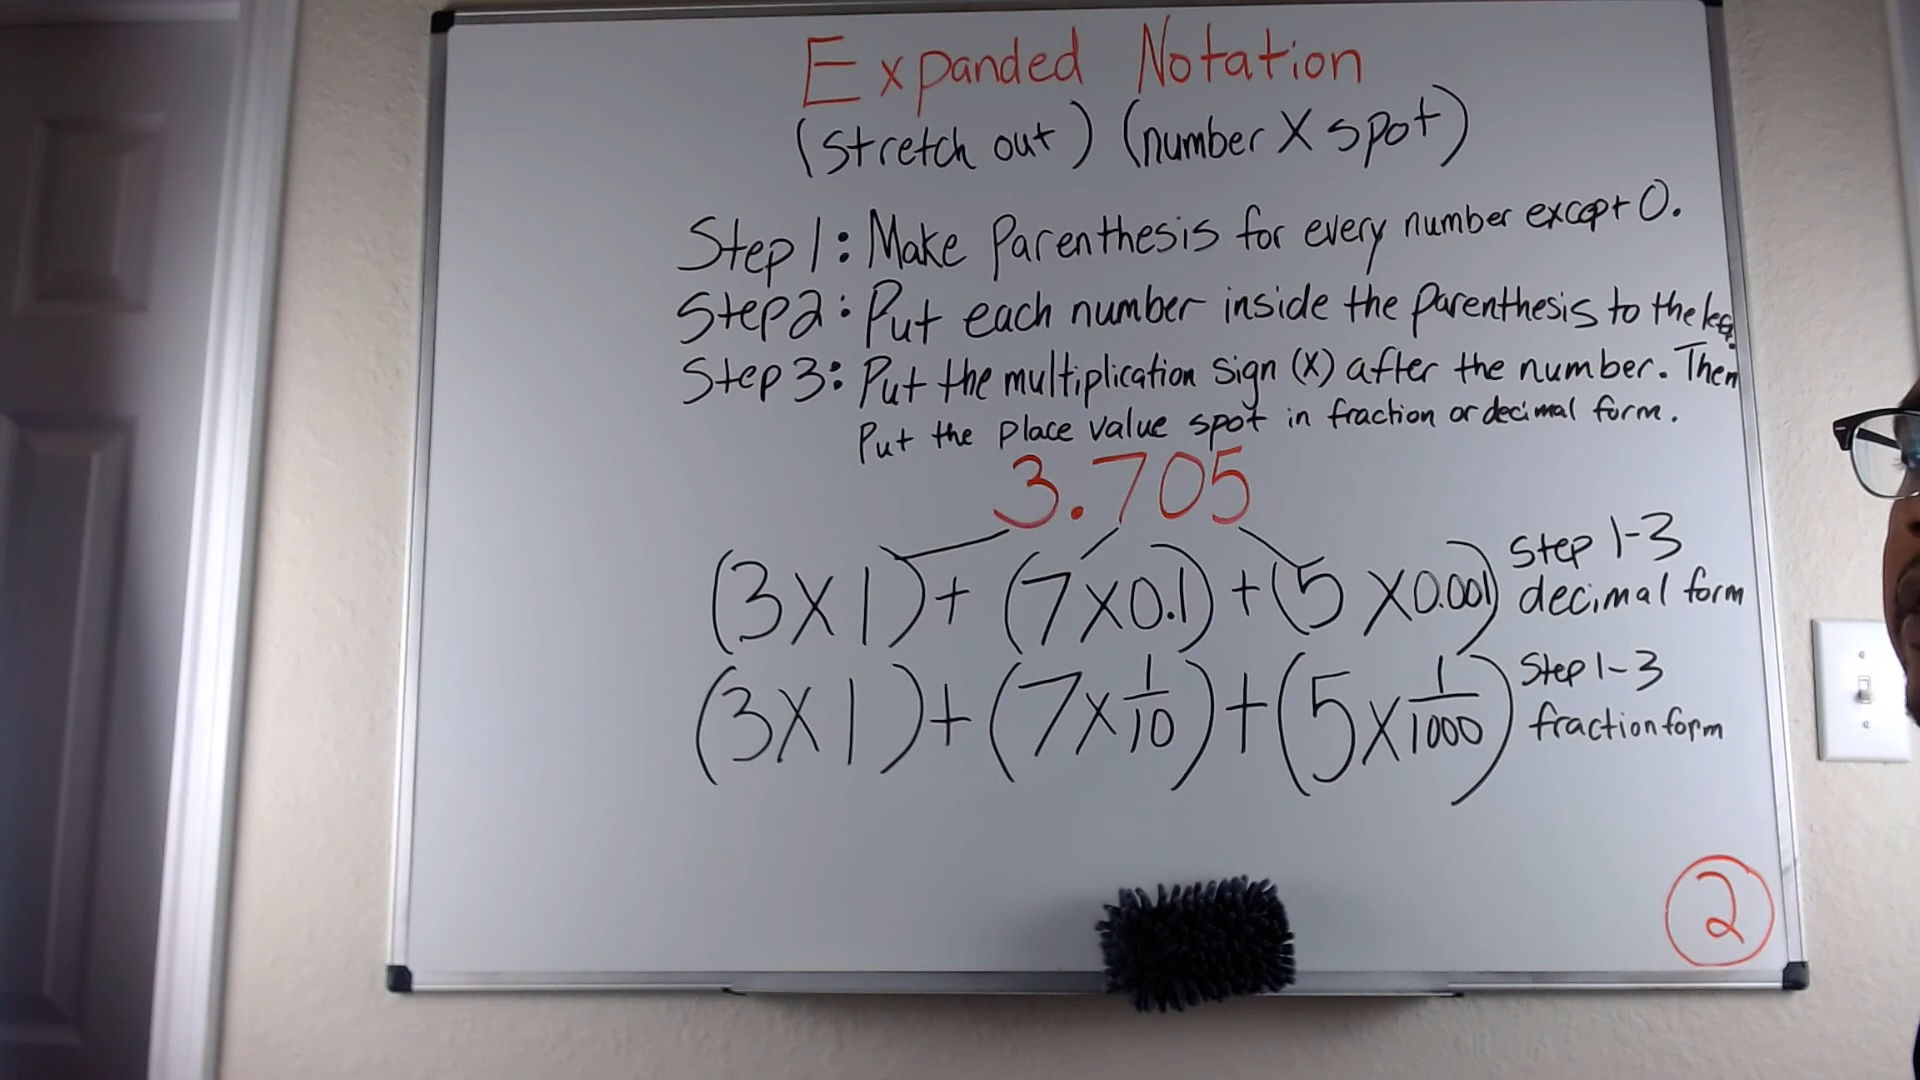 Expanded Notation
(stretch out) (number X spot)
Step 1: Make Parenthesis for every number except 0.
Step 2: Put each number inside the Parenthesis to the
Step 3: Put the multiplication sign (X) after the number. Then
Put the place value spot in fraction or decimal form.
3.705
(3 X 1) + (7 X 0.1) + (5 X 0.001) Step 1-3
decimal form
(3 X 1) + (7 X 1/10) + (5 X 1/1000) Step 1-3
fraction form
2